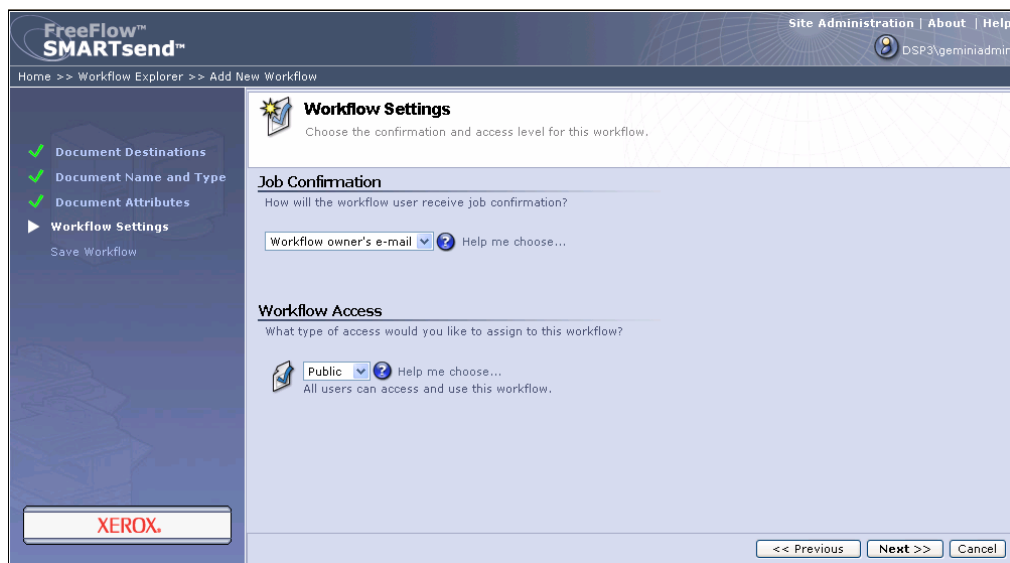 FreeFlow™
SMARTsend™
Site Administration | About | Help
DSP3\geminiadmin
Home >> Workflow Explorer >> Add New Workflow
Document Destinations
Document Name and Type
Document Attributes
Workflow Settings
Save Workflow
XEROX.
Workflow Settings
Choose the confirmation and access level for this workflow.
Job Confirmation
How will the workflow user receive job confirmation?
Workflow owner's e-mail ? Help me choose...
Workflow Access
What type of access would you like to assign to this workflow?
Public ? Help me choose...
All users can access and use this workflow.
<< Previous Next >> Cancel